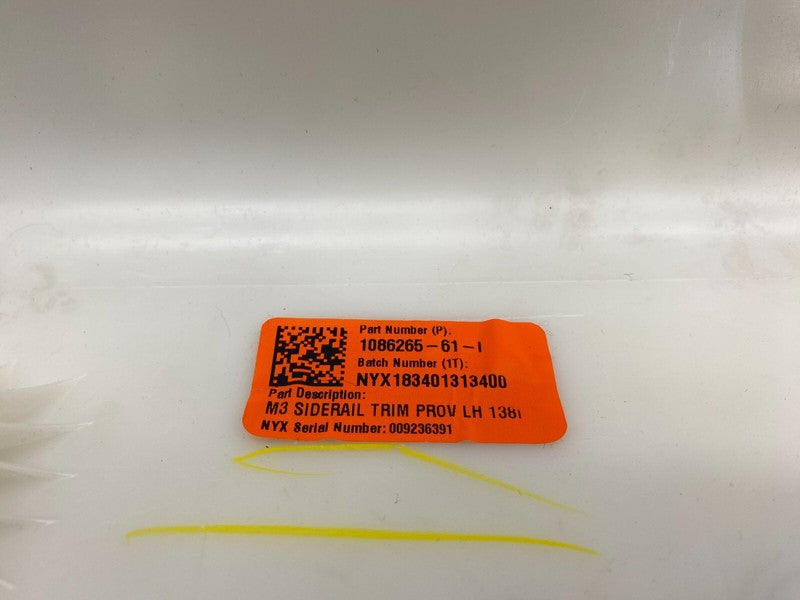 Part Number (P):
1086265-61-I
Batch Number (1T):
NYX183401313400
Part Description:
M3 SIDERAIL TRIM PROV LH
NYX Serial Number: 009236391